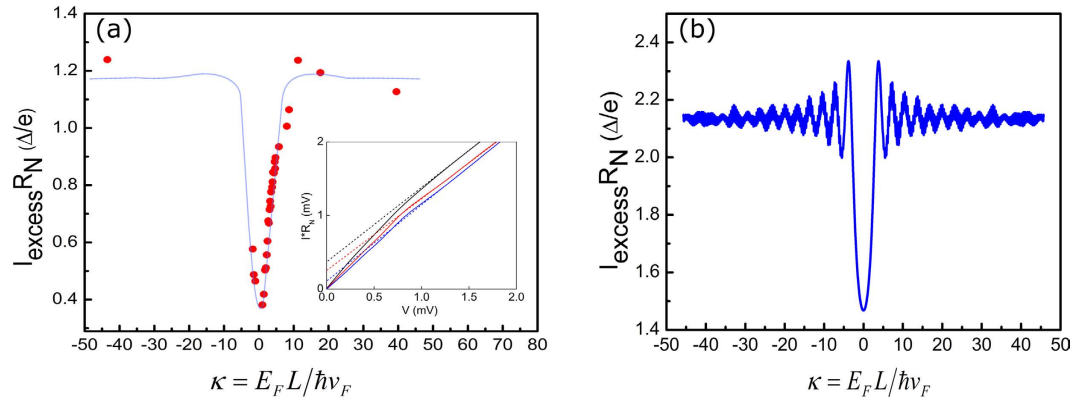 (a)
1.4
1.2
1.0
0.8
0.6
0.4
I_excess R_N (Δ/e)
-50 -40 -30 -20 -10 0 10 20 30 40 50 60 70 80
κ = E_F L/ħv_F
2
1
0
I*R_N (mV)
0.0 0.5 1.0 1.5 2.0
V (mV)
(b)
2.4
2.2
2.0
1.8
1.6
1.4
I_excess R_N (Δ/e)
-50 -40 -30 -20 -10 0 10 20 30 40 50
κ = E_F L/ħv_F